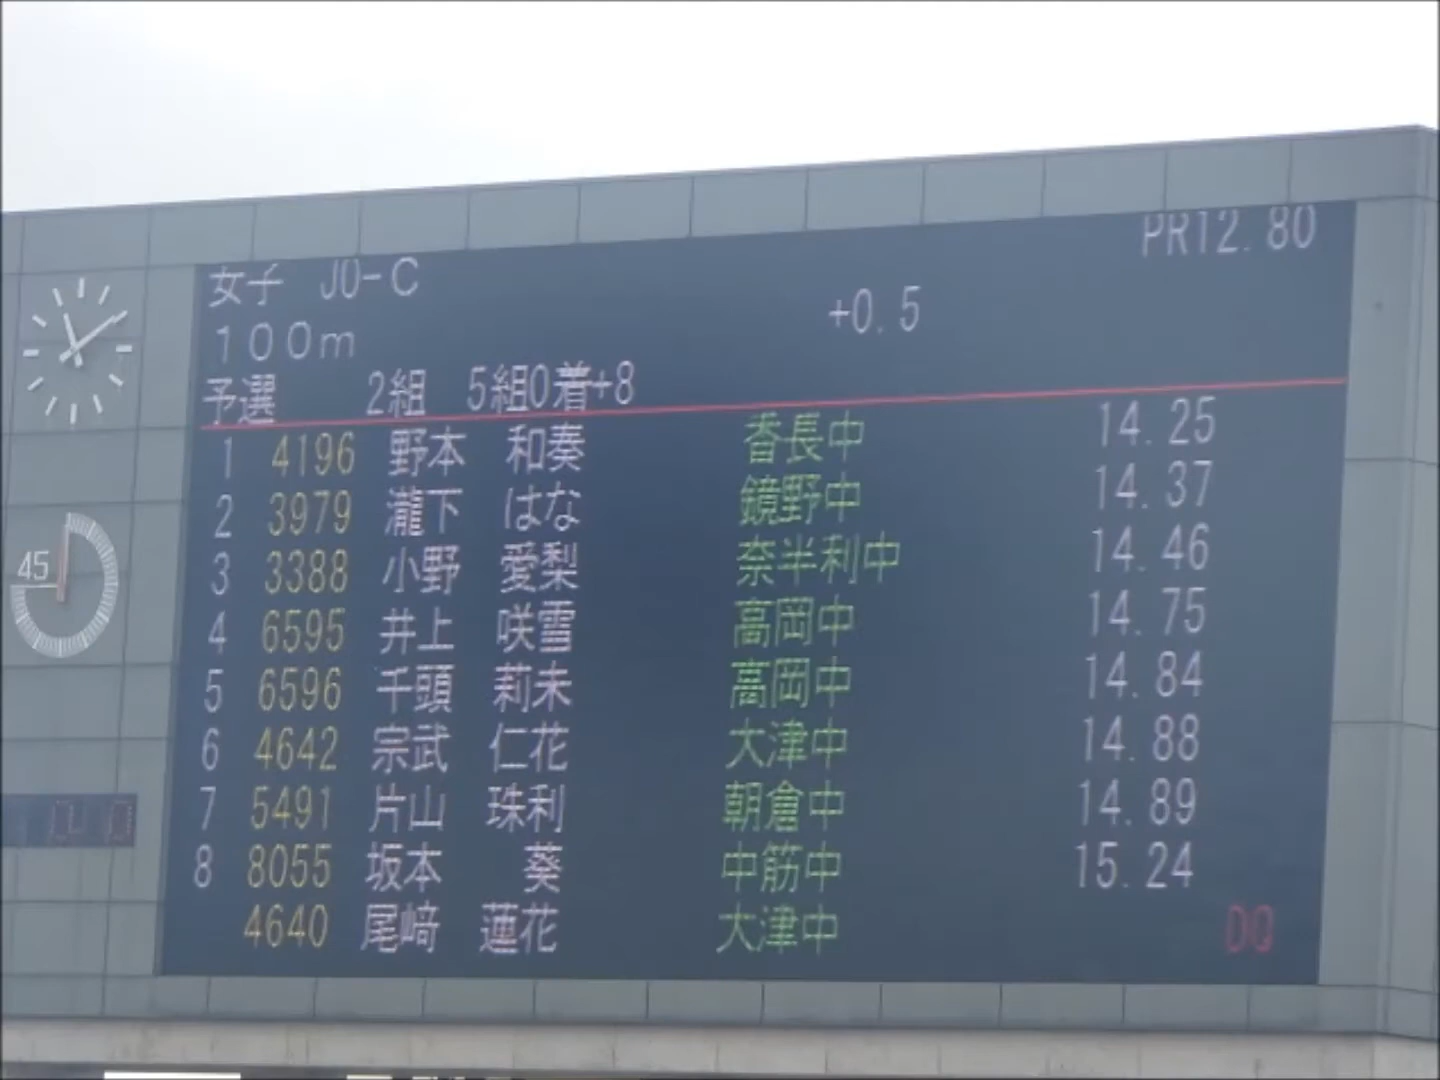 PR12.80
女子 J0-C
+0.5
100m
予選 2組 5組0着+8
1 4196 野本 和奏 香長中 14.25
2 3979 瀧下 はな 鏡野中 14.37
3 3388 小野 愛梨 奈半利中 14.46
4 6595 井上 咲雪 高岡中 14.75
5 6596 千頭 莉未 高岡中 14.84
6 4642 宗武 仁花 大津中 14.88
7 5491 片山 珠利 朝倉中 14.89
8 8055 坂本 葵 中筋中 15.24
4640 尾﨑 蓮花 大津中 DQ
45